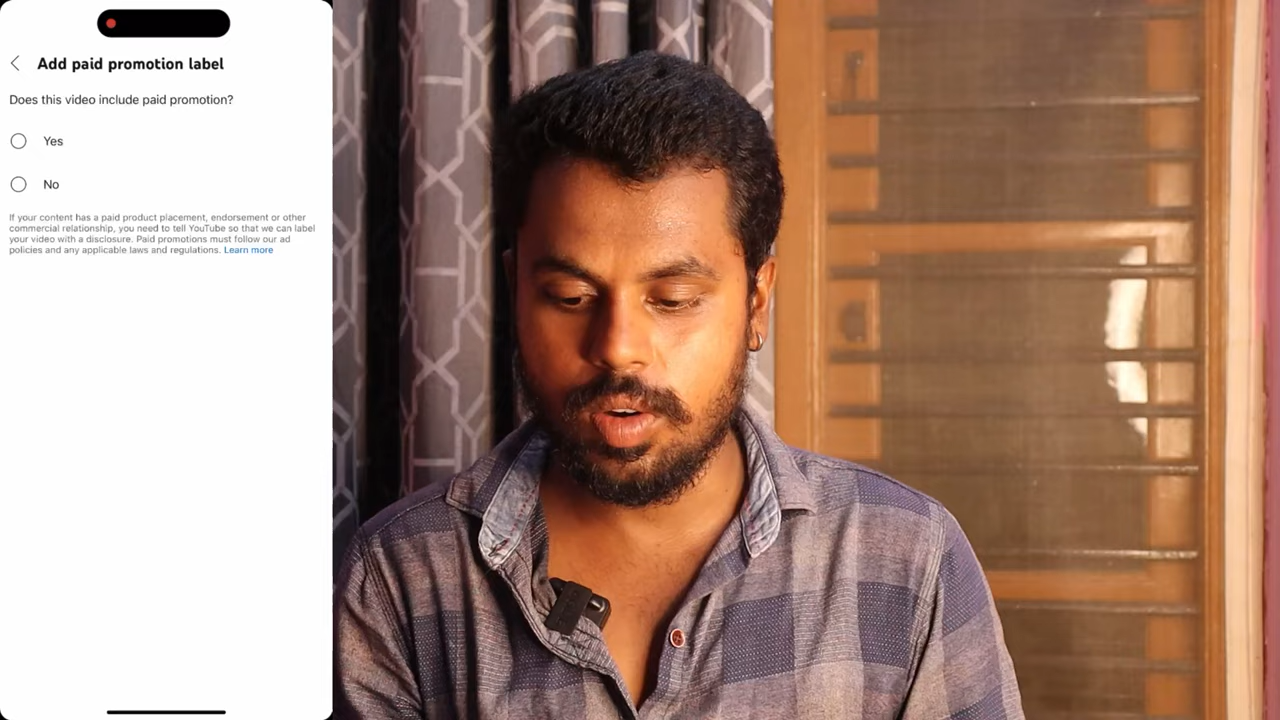 Add paid promotion label
Does this video include paid promotion?
Yes
No
If your content has a paid product placement, endorsement or other
commercial relationship, you need to tell YouTube so that we can label
your video with a disclosure. Paid promotions must follow our ad
policies and any applicable laws and regulations. Learn more